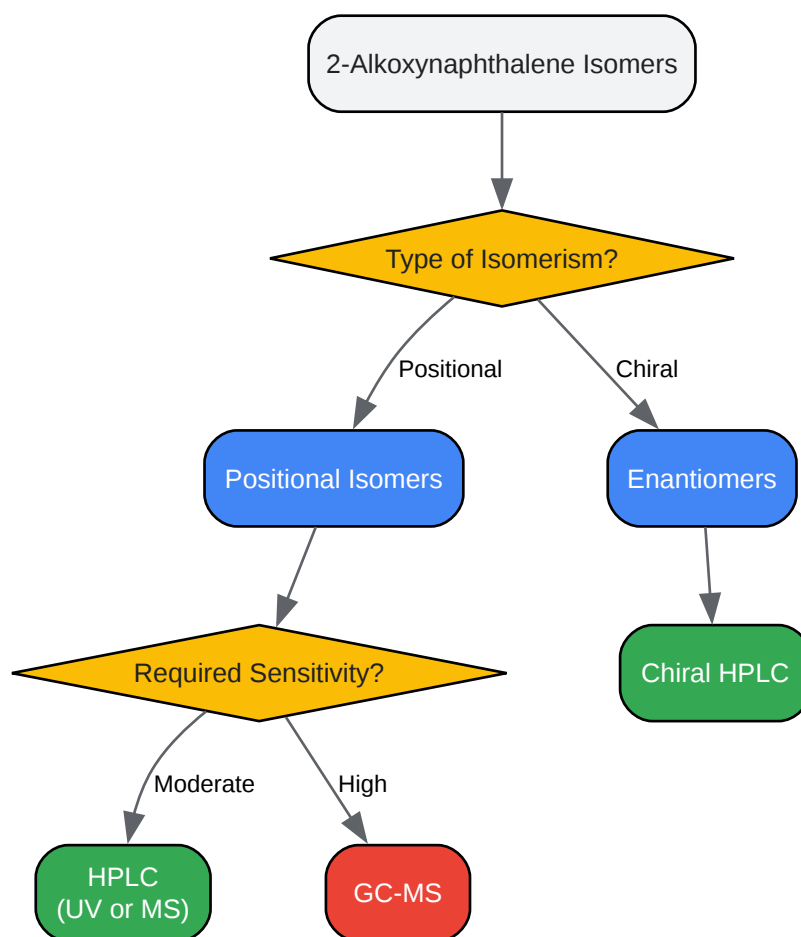 2-Alkoxynaphthalene Isomers
Type of Isomerism?
Positional
Chiral
Positional Isomers
Enantiomers
Required Sensitivity?
Chiral HPLC
Moderate
High
HPLC
(UV or MS)
GC-MS